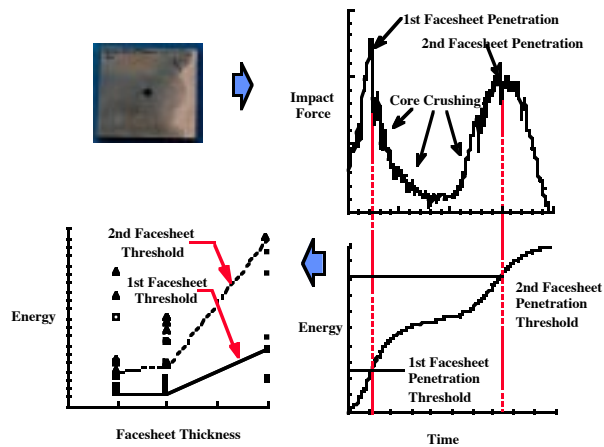 1st Facesheet Penetration
2nd Facesheet Penetration
Impact
Force
Core Crushing
2nd Facesheet
Threshold
1st Facesheet
Threshold
Energy
Facesheet Thickness
Energy
2nd Facesheet
Penetration
Threshold
1st Facesheet
Penetration
Threshold
Time